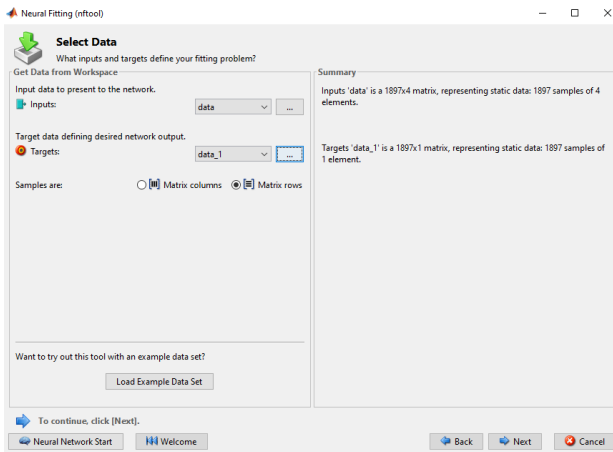 Neural Fitting (nftool)
Select Data
What inputs and targets define your fitting problem?
Get Data from Workspace
Input data to present to the network.
Inputs:
data
...
Target data defining desired network output.
Targets:
data_1
...
Samples are:
Matrix columns
Matrix rows
Want to try out this tool with an example data set?
Load Example Data Set
Summary
Inputs 'data' is a 1897x4 matrix, representing static data: 1897 samples of 4
elements.
Targets 'data_1' is a 1897x1 matrix, representing static data: 1897 samples of
1 element.
To continue, click [Next].
Neural Network Start
Welcome
Back
Next
Cancel